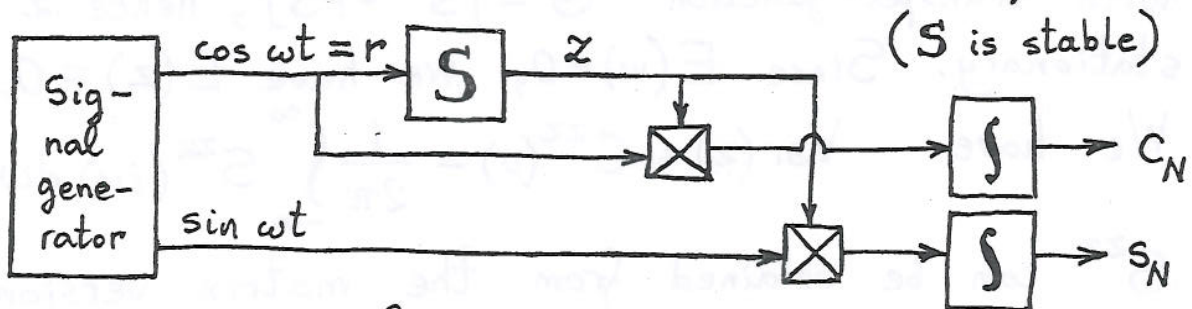 (S is stable)
cos ωt = r
S
z
Sig-
nal
gene-
rator
∫
C_N
sin ωt
∫
S_N